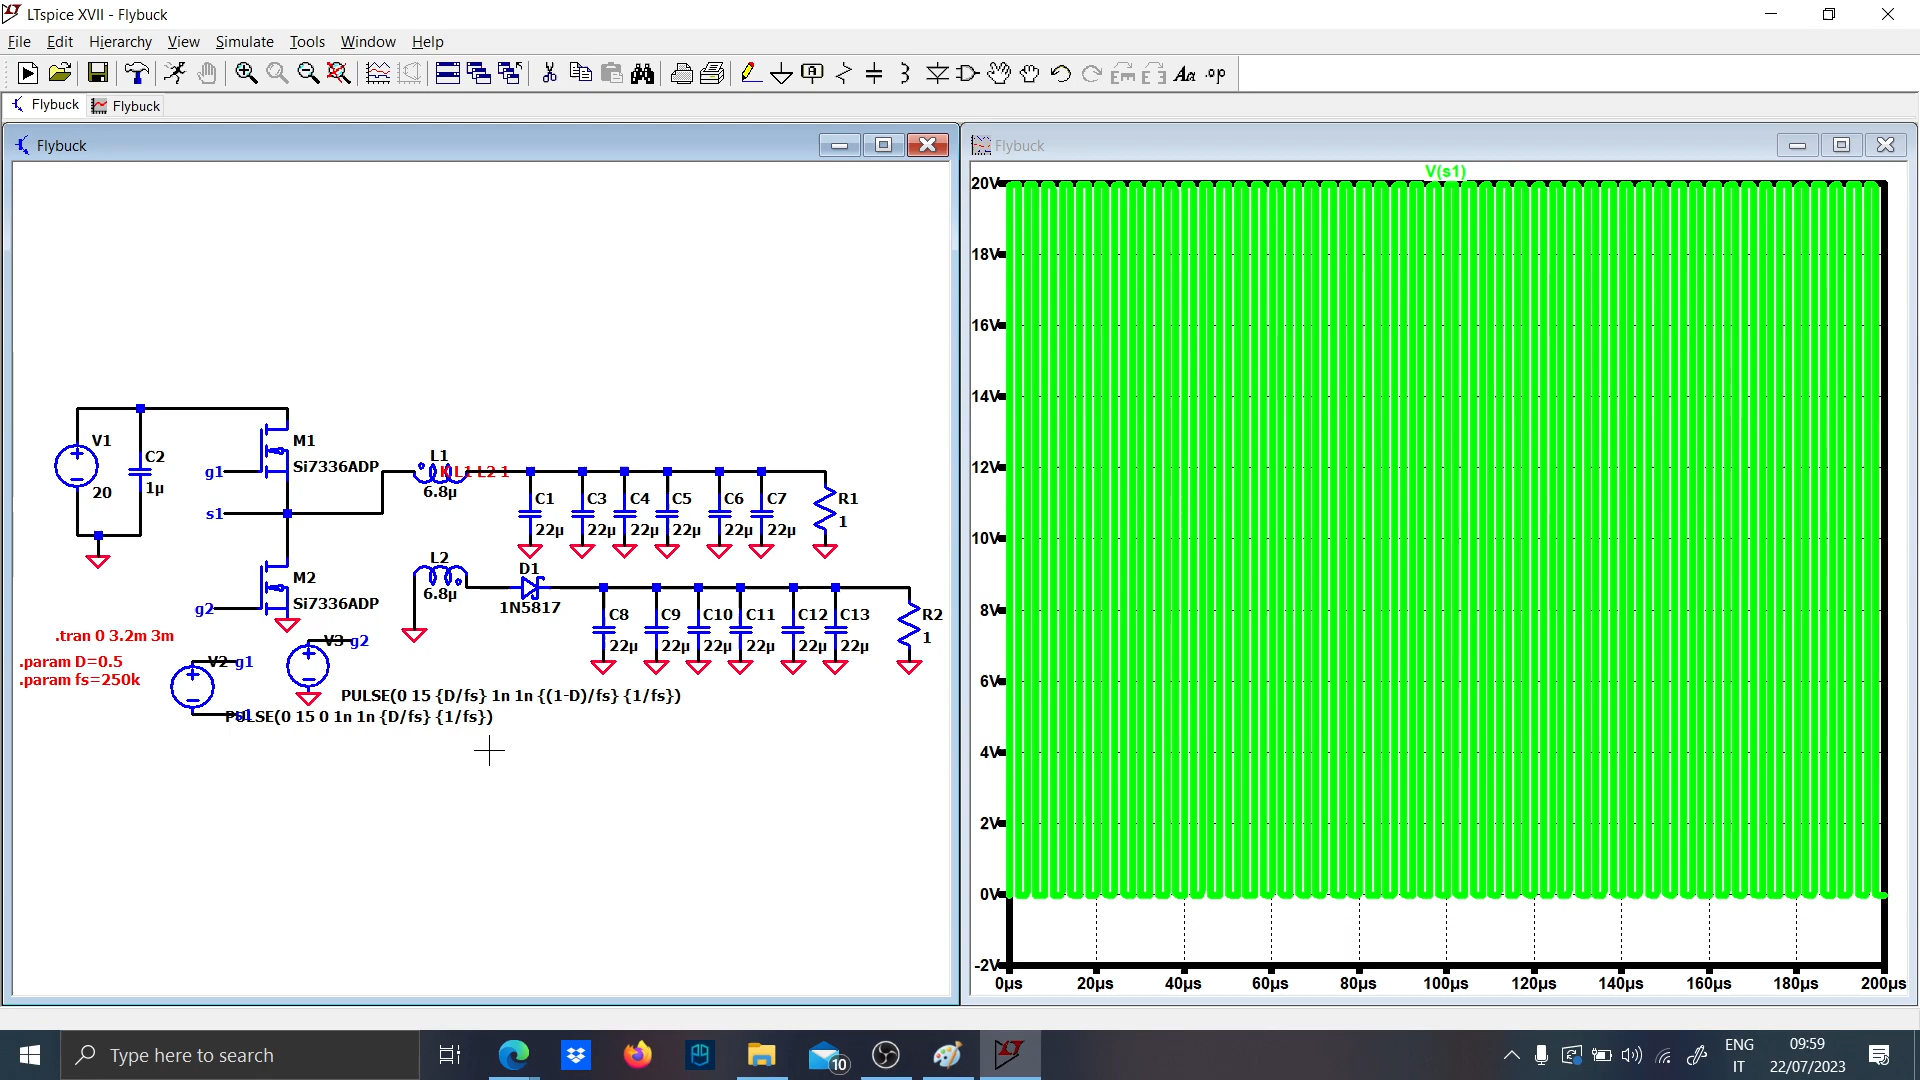 LTspice XVII - Flybuck
File Edit Hierarchy View Simulate Tools Window Help
Flybuck Flybuck
Flybuck
V1
20
C2
1µ
g1
M1
Si7336ADP
s1
M2
Si7336ADP
g2
L1
K L1 L2 1
6.8µ
C1
22µ
C3
22µ
C4
22µ
C5
22µ
C6
22µ
C7
22µ
R1
1
L2
6.8µ
D1
1N5817
C8
22µ
C9
22µ
C10
22µ
C11
22µ
C12
22µ
C13
22µ
R2
1
.tran 0 3.2m 3m
.param D=0.5
.param fs=250k
V2 g1
V3 g2
PULSE(0 15 {D/fs} 1n 1n {(1-D)/fs} {1/fs})
s1
PULSE(0 15 0 1n 1n {D/fs} {1/fs})
Flybuck
V(s1)
20V
18V
16V
14V
12V
10V
8V
6V
4V
2V
0V
-2V
0µs 20µs 40µs 60µs 80µs 100µs 120µs 140µs 160µs 180µs 200µs
Type here to search
10
ENG
IT
09:59
22/07/2023